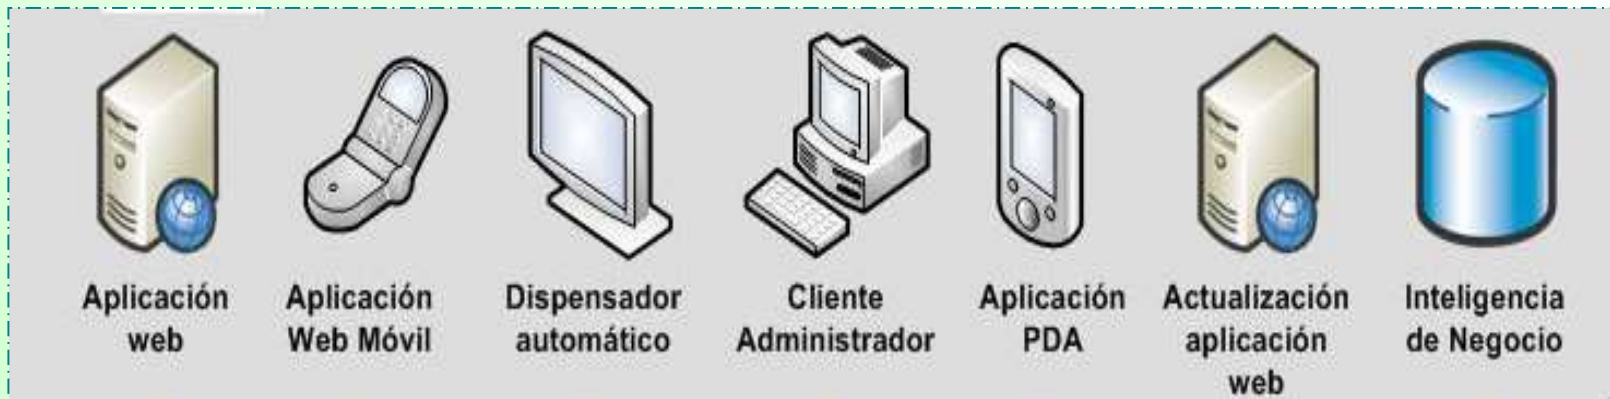 Aplicación
web
Aplicación
Web Móvil
Dispensador
automático
Cliente
Administrador
Aplicación
PDA
Actualización
aplicación
web
Inteligencia
de Negocio